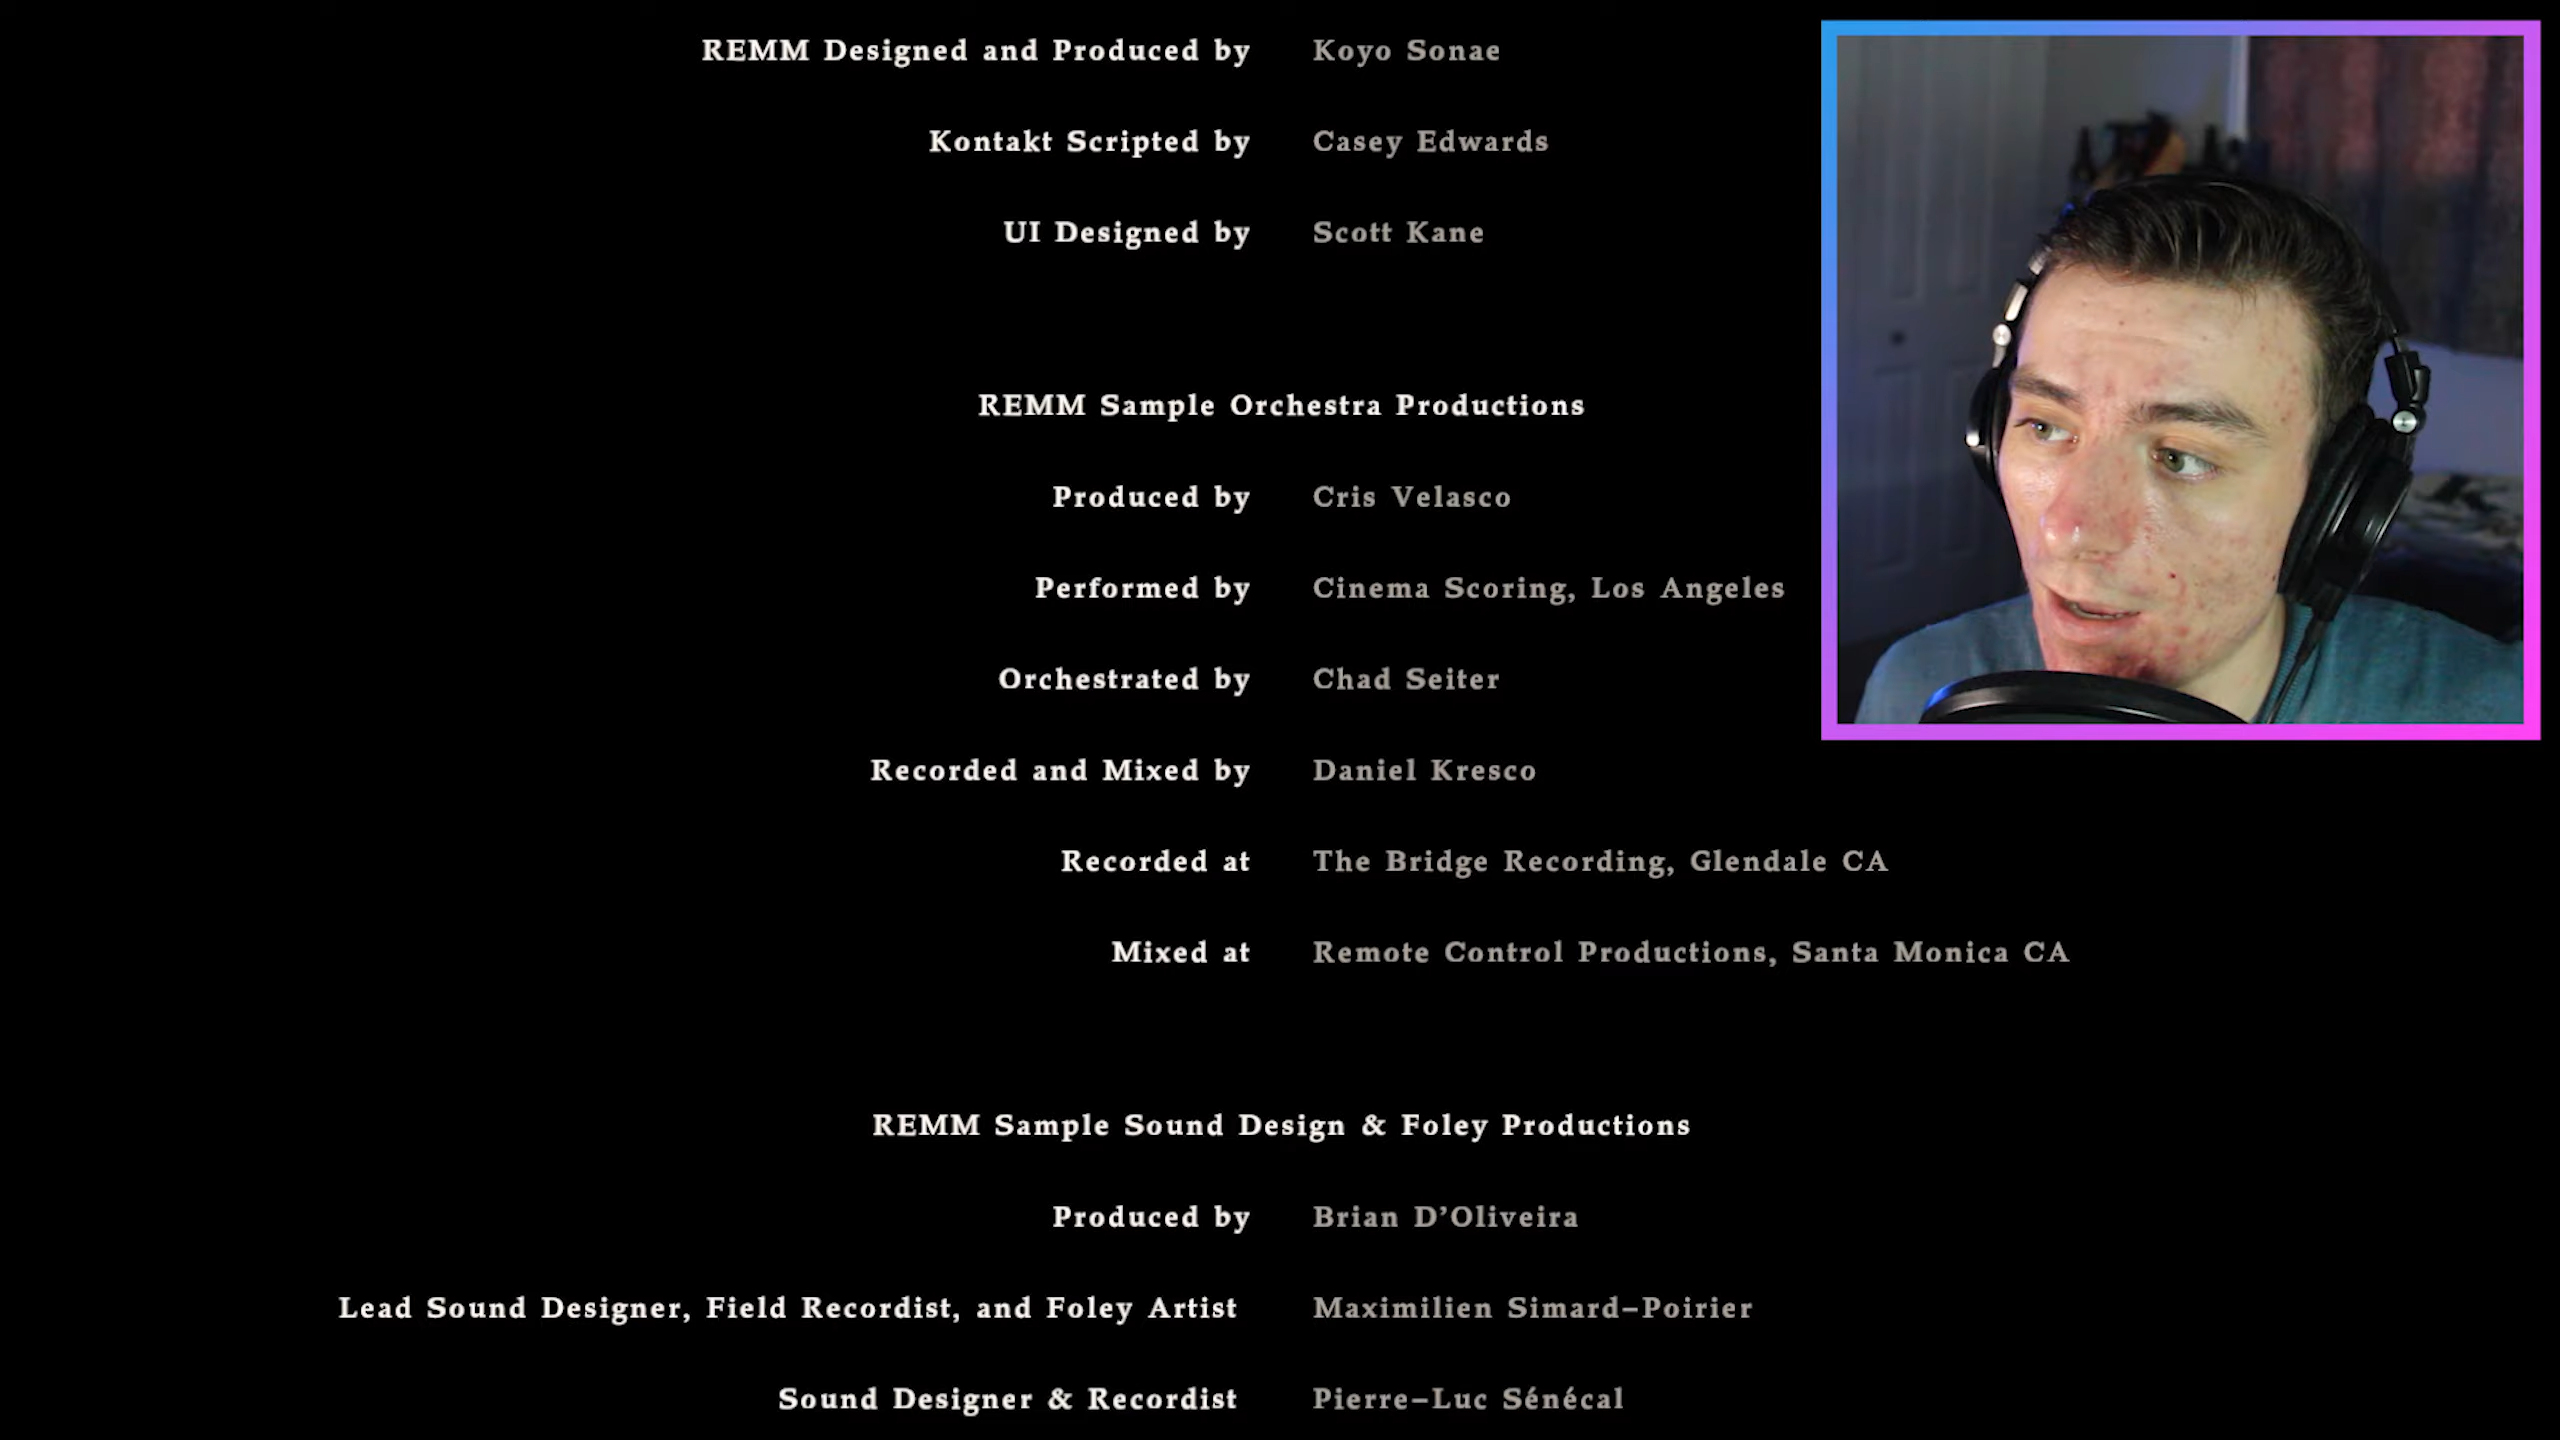 REMM Designed and Produced by Koyo Sonae
Kontakt Scripted by Casey Edwards
UI Designed by Scott Kane
REMM Sample Orchestra Productions
Produced by Cris Velasco
Performed by Cinema Scoring, Los Angeles
Orchestrated by Chad Seiter
Recorded and Mixed by Daniel Kresco
Recorded at The Bridge Recording, Glendale CA
Mixed at Remote Control Productions, Santa Monica CA
REMM Sample Sound Design & Foley Productions
Produced by Brian D’Oliveira
Lead Sound Designer, Field Recordist, and Foley Artist Maximilien Simard–Poirier
Sound Designer & Recordist Pierre–Luc Sénécal